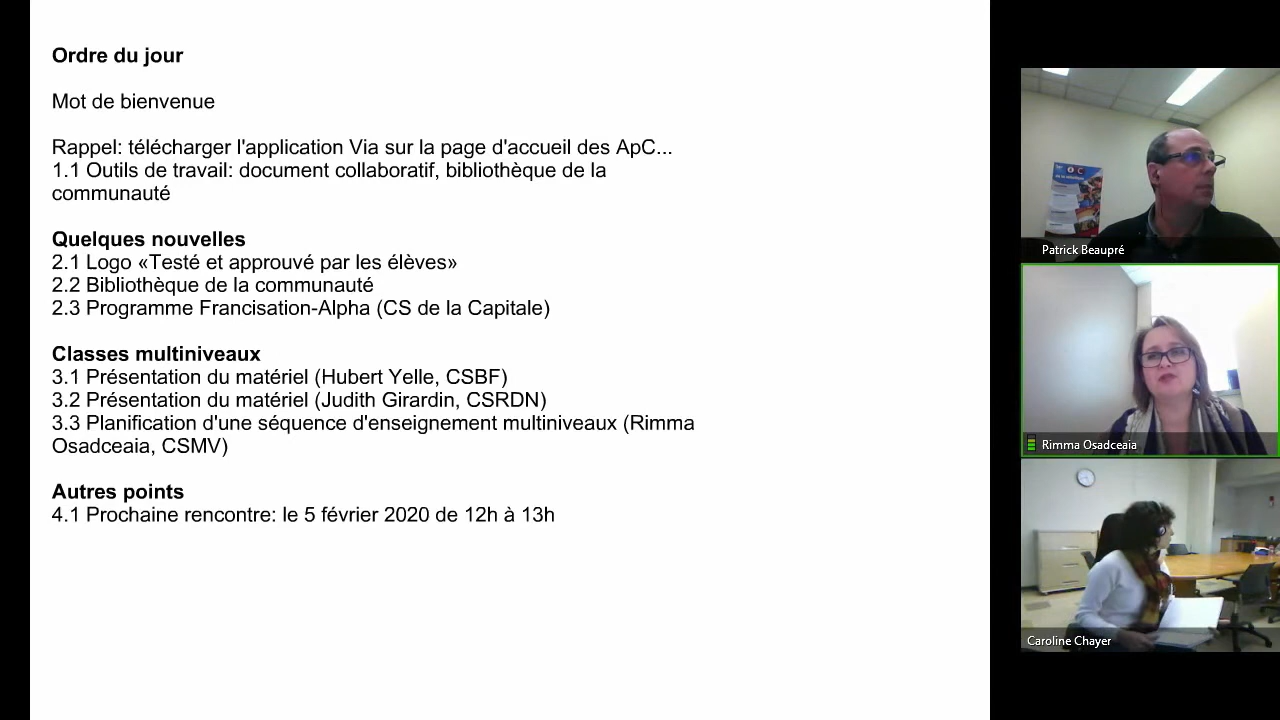 Ordre du jour
Mot de bienvenue
Rappel: télécharger l'application Via sur la page d'accueil des ApC...
1.1 Outils de travail: document collaboratif, bibliothèque de la
communauté
Quelques nouvelles
2.1 Logo «Testé et approuvé par les élèves»
2.2 Bibliothèque de la communauté
2.3 Programme Francisation-Alpha (CS de la Capitale)
Classes multiniveaux
3.1 Présentation du matériel (Hubert Yelle, CSBF)
3.2 Présentation du matériel (Judith Girardin, CSRDN)
3.3 Planification d'une séquence d'enseignement multiniveaux (Rimma
Osadceaia, CSMV)
Autres points
4.1 Prochaine rencontre: le 5 février 2020 de 12h à 13h
Patrick Beaupré
Rimma Osadceaia
Caroline Chayer